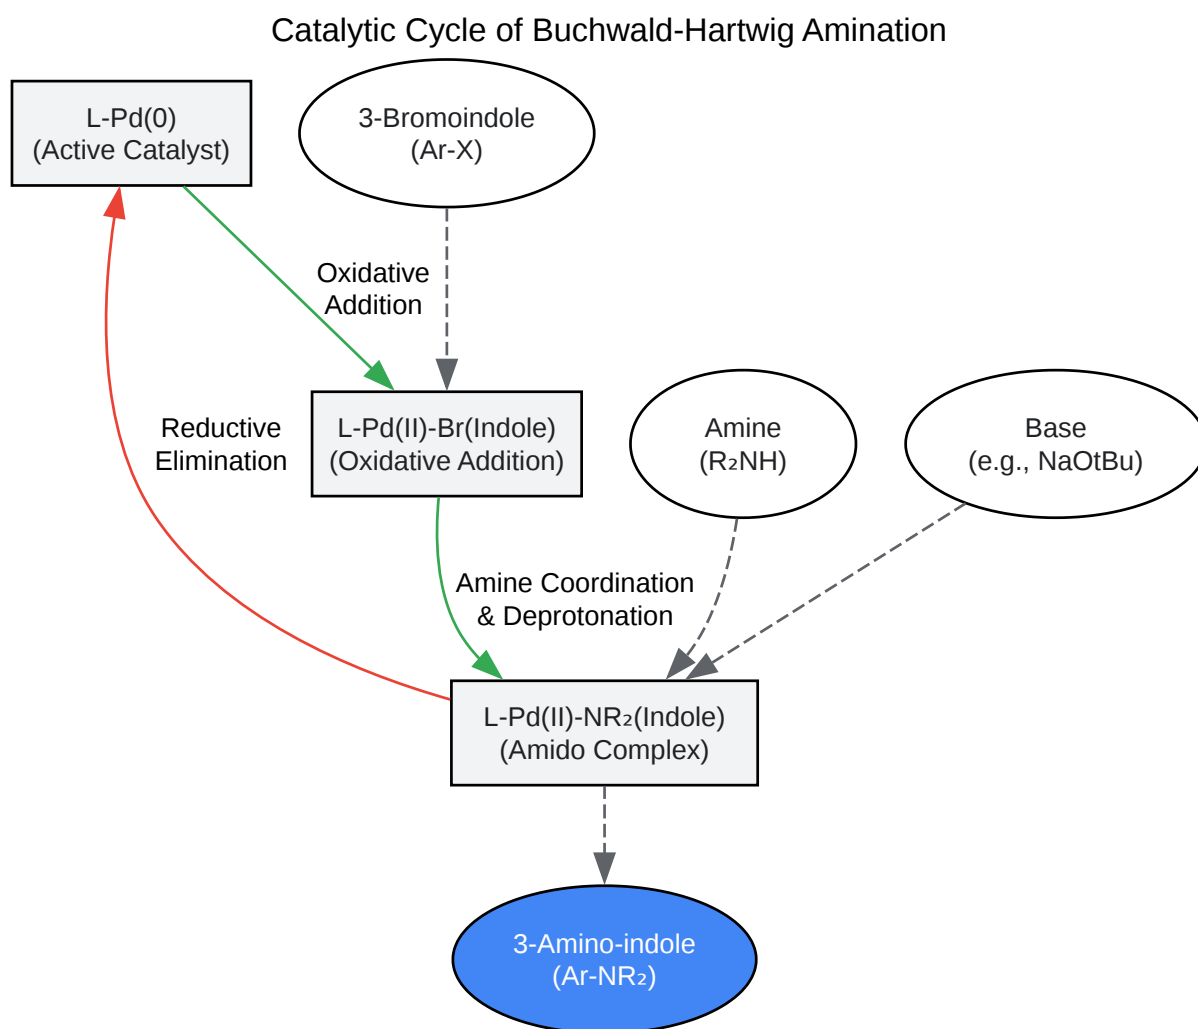 Catalytic Cycle of Buchwald-Hartwig Amination
L-Pd(0)
(Active Catalyst)
3-Bromoindole
(Ar-X)
Oxidative
Addition
Reductive
Elimination
L-Pd(II)-Br(Indole)
(Oxidative Addition)
Amine
(R₂NH)
Base
(e.g., NaOtBu)
Amine Coordination
& Deprotonation
L-Pd(II)-NR₂(Indole)
(Amido Complex)
3-Amino-indole
(Ar-NR₂)